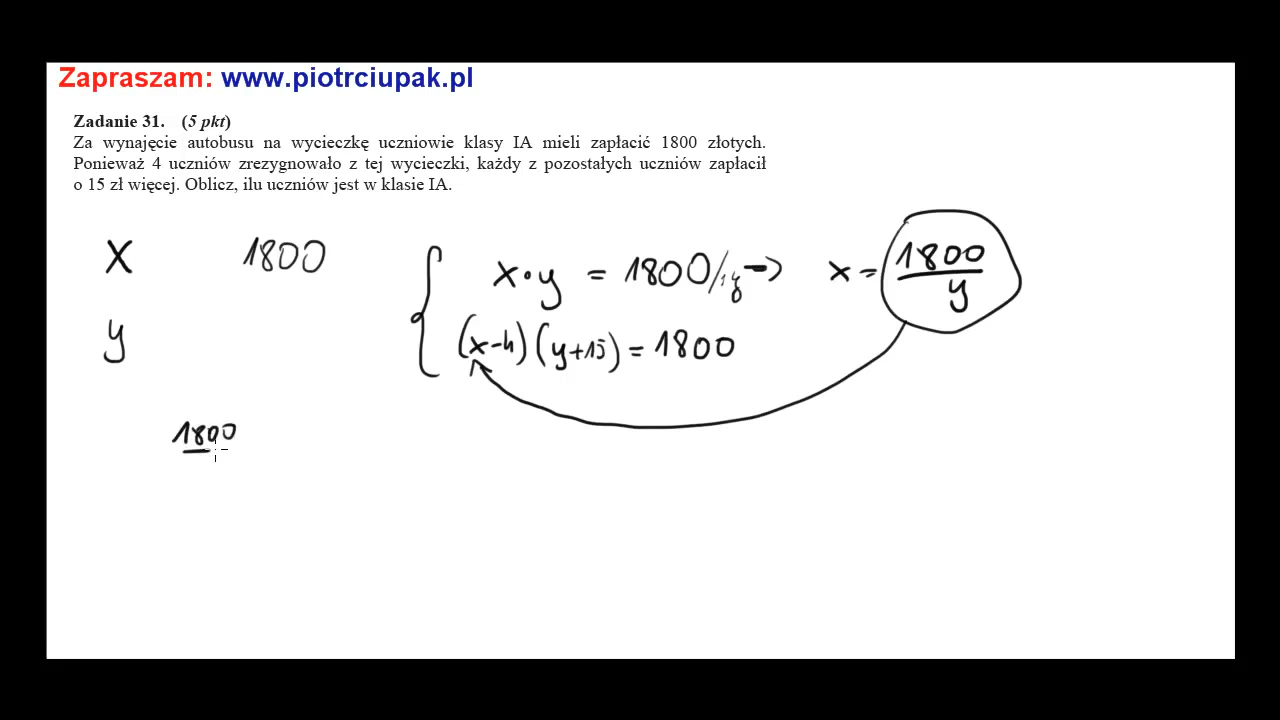 Zapraszam: www.piotrciupak.pl
Zadanie 31. (5 pkt)
Za wynajęcie autobusu na wycieczkę uczniowie klasy IA mieli zapłacić 1800 złotych.
Ponieważ 4 uczniów zrezygnowało z tej wycieczki, każdy z pozostałych uczniów zapłacił
o 15 zł więcej. Oblicz, ilu uczniów jest w klasie IA.
x 1800 { x·y = 1800 /:y → x = 1800/y
y (x-4)(y+15) = 1800
1800